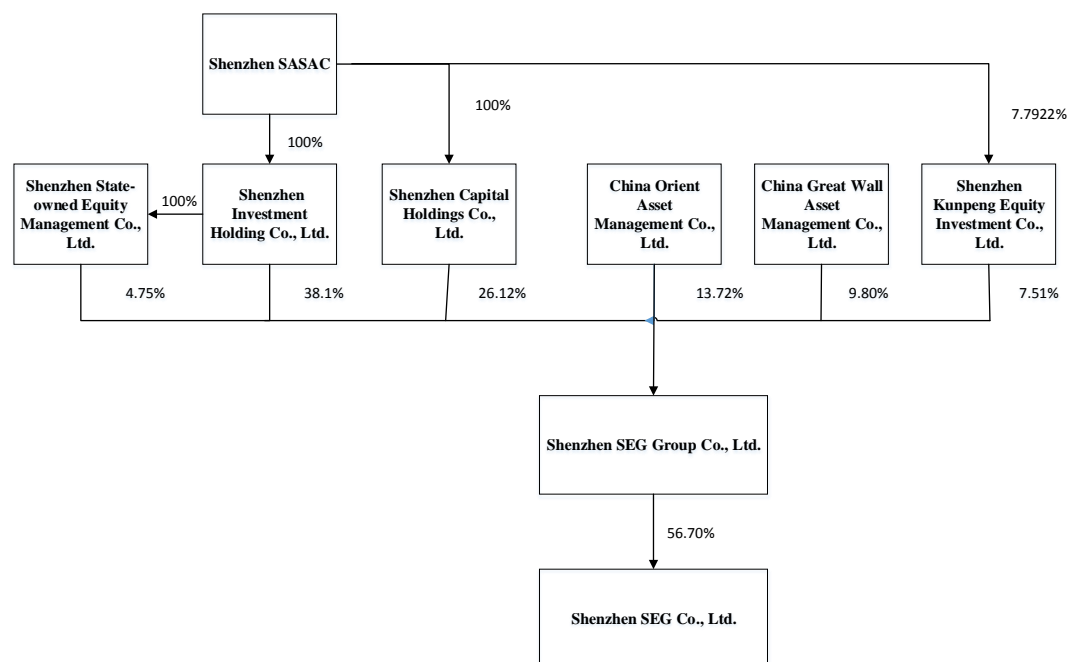 Shenzhen SASAC
100%
100%
7.7922%
Shenzhen State-
owned Equity
Management Co.,
Ltd.
100%
Shenzhen
Investment
Holding Co., Ltd.
Shenzhen Capital
Holdings Co.,
Ltd.
China Orient
Asset
Management Co.,
Ltd.
China Great Wall
Asset
Management Co.,
Ltd.
Shenzhen
Kunpeng Equity
Investment Co.,
Ltd.
4.75%
38.1%
26.12%
13.72%
9.80%
7.51%
Shenzhen SEG Group Co., Ltd.
56.70%
Shenzhen SEG Co., Ltd.